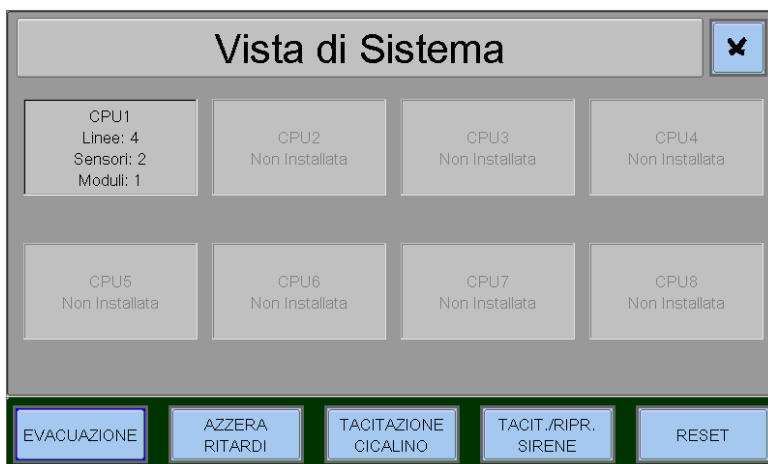 Vista di Sistema
CPU1
Linee: 4
Sensori: 2
Moduli: 1
CPU2
Non Installata
CPU3
Non Installata
CPU4
Non Installata
CPU5
Non Installata
CPU6
Non Installata
CPU7
Non Installata
CPU8
Non Installata
EVACUAZIONE
AZZERA
RITARDI
TACITAZIONE
CICALINO
TACIT./RIPR.
SIRENE
RESET